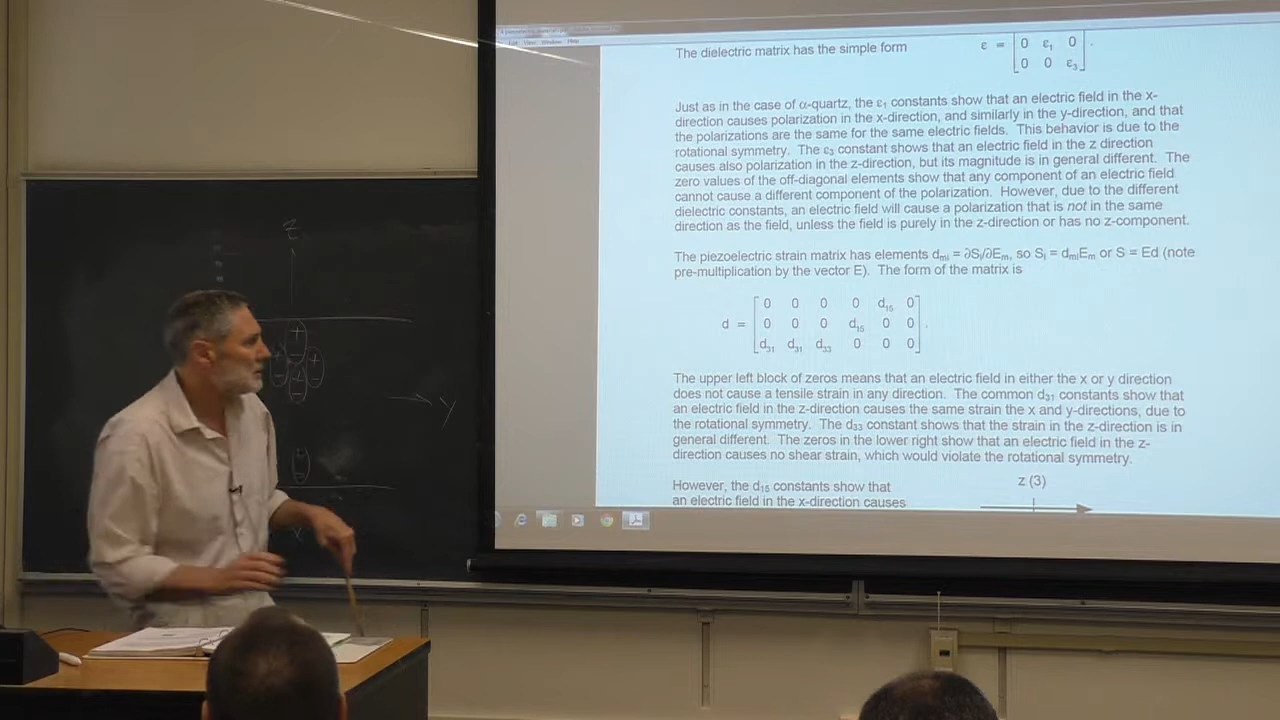 Edit View Window Help
The dielectric matrix has the simple form
ε = [0 ε₁ 0]
[0 0 ε₃]
Just as in the case of α-quartz, the ε₁ constants show that an electric field in the x-
direction causes polarization in the x-direction, and similarly in the y-direction, and that
the polarizations are the same for the same electric fields. This behavior is due to the
rotational symmetry. The ε₃ constant shows that an electric field in the z direction
causes also polarization in the z-direction, but its magnitude is in general different. The
zero values of the off-diagonal elements show that any component of an electric field
cannot cause a different component of the polarization. However, due to the different
dielectric constants, an electric field will cause a polarization that is not in the same
direction as the field, unless the field is purely in the z-direction or has no z-component.
The piezoelectric strain matrix has elements dₘᵢ = ∂Sᵢ/∂Eₘ, so Sᵢ = dₘᵢEₘ or S = Ed (note
pre-multiplication by the vector E). The form of the matrix is
[0 0 0 0 d₁₅ 0]
d = [0 0 0 d₁₅ 0 0].
[d₃₁ d₃₁ d₃₃ 0 0 0]
The upper left block of zeros means that an electric field in either the x or y direction
does not cause a tensile strain in any direction. The common d₃₁ constants show that
an electric field in the z-direction causes the same strain the x and y-directions, due to
the rotational symmetry. The d₃₃ constant shows that the strain in the z-direction is in
general different. The zeros in the lower right show that an electric field in the z-
direction causes no shear strain, which would violate the rotational symmetry.
However, the d₁₅ constants show that
an electric field in the x-direction causes
z (3)
z
+
−
+ +
− −
+
−
y
x